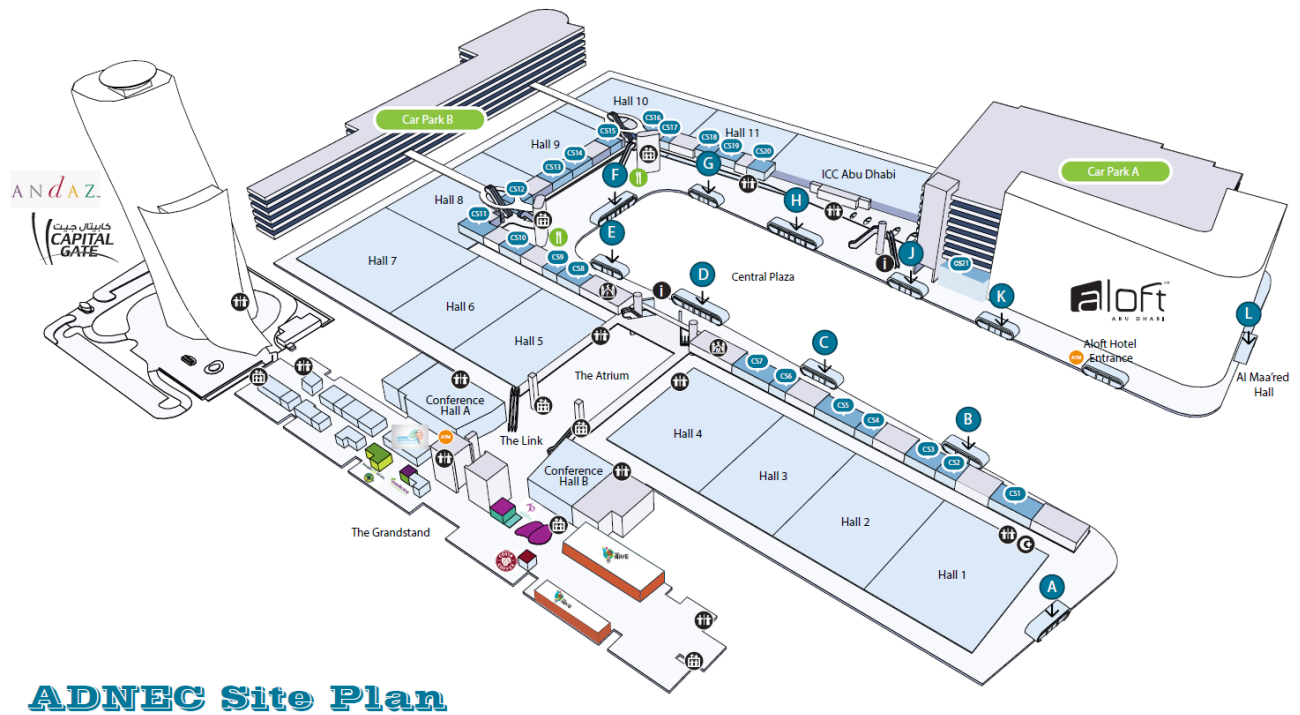 Hall 10
CS16
CS17
Car Park B
CS15
Hall 11
CS18
CS19
CS20
Hall 9
CS14
CS13
G
F
ICC Abu Dhabi
Car Park A
ANdAZ
CS12
Hall 8
CS11
H
كابيتال جيت
CAPITAL
GATE
CS10
E
CS9
CS8
Hall 7
D
Central Plaza
J
i
CS21
aloft
ABU DHABI
i
K
L
Hall 6
Hall 5
Aloft Hotel
Entrance
ATM
Al Maa'red
Hall
The Atrium
CS7
CS6
C
Conference
Hall A
CS5
CS4
B
ATM
The Link
Hall 4
CS3
CS2
Conference
Hall B
Hall 3
CS1
The Grandstand
Hall 2
Hall 1
A
ADNEC Site Plan